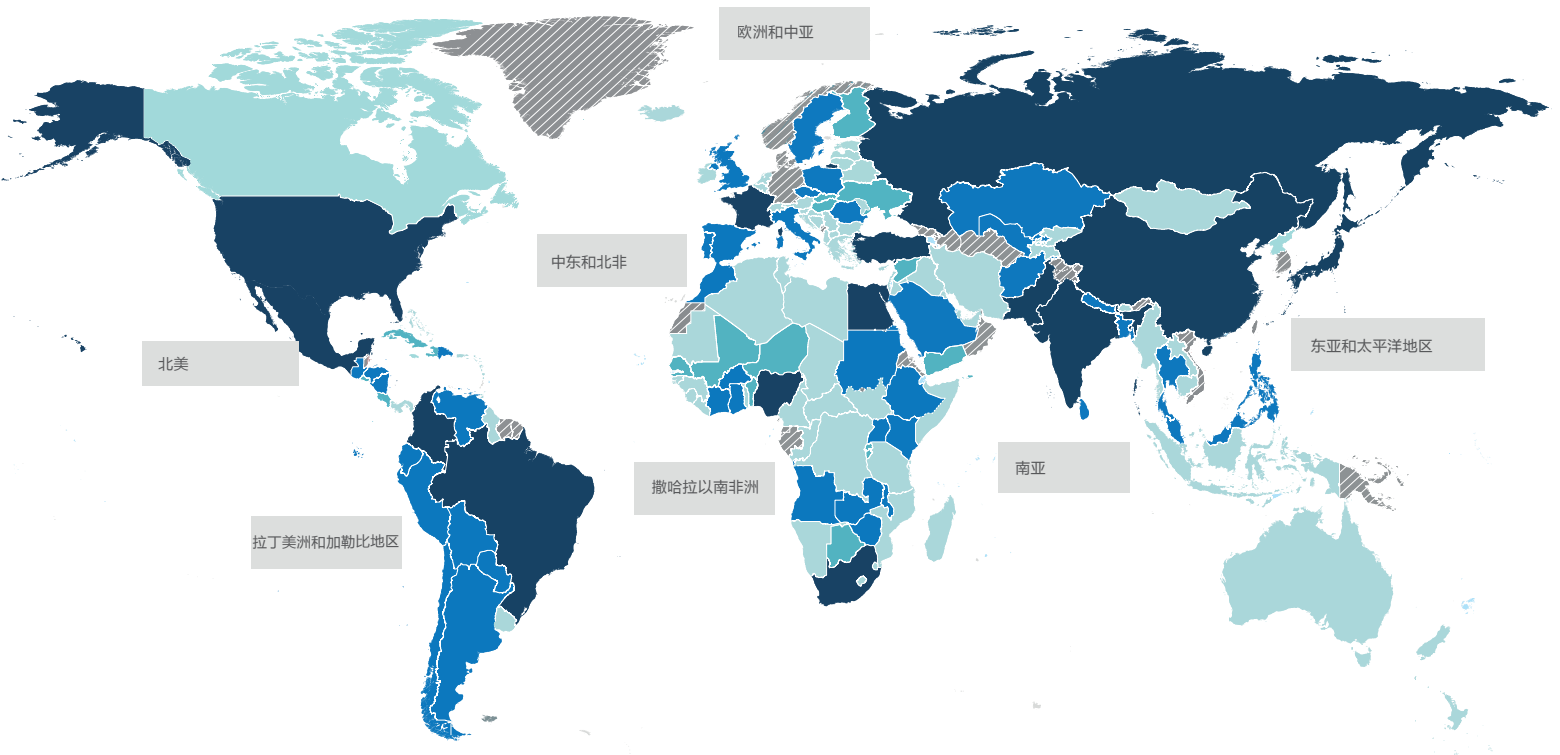 欧洲和中亚
中东和北非
北美
东亚和太平洋地区
南亚
撒哈拉以南非洲
拉丁美洲和加勒比地区